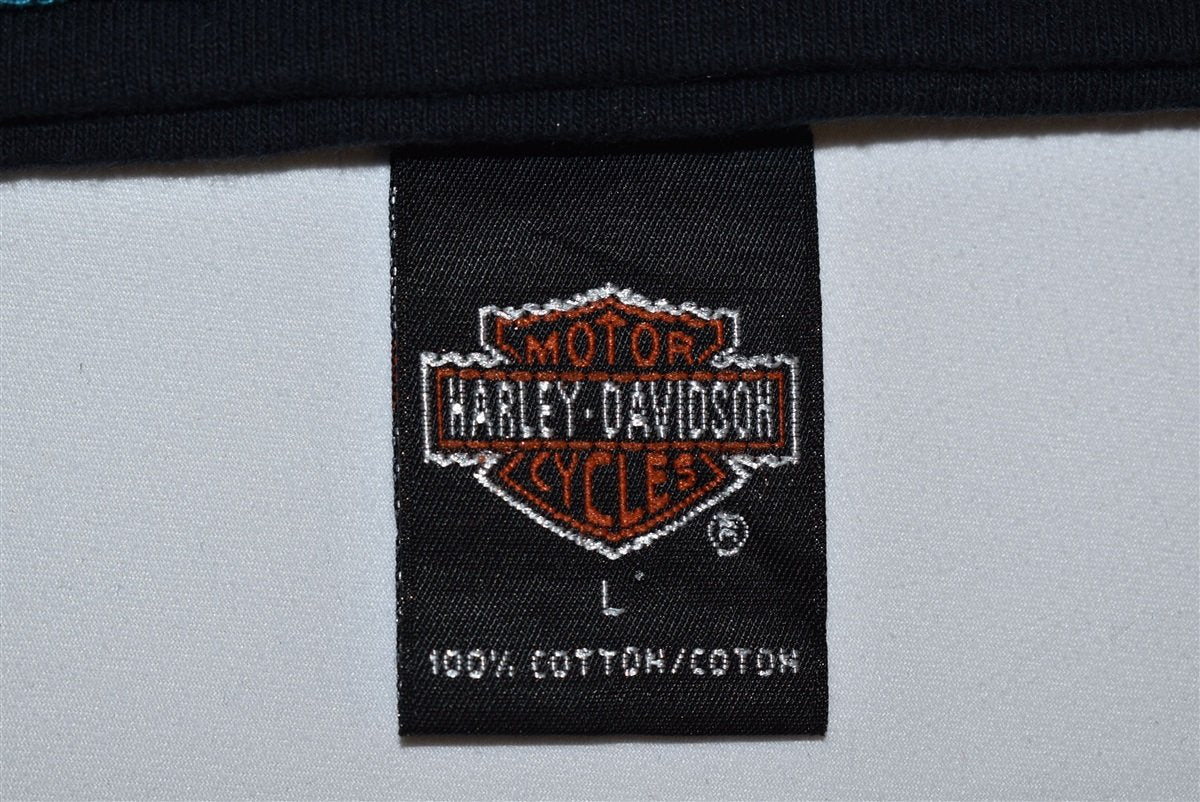 MOTOR
HARLEY-DAVIDSON
CYCLES
®
L
100% COTTON/COTON